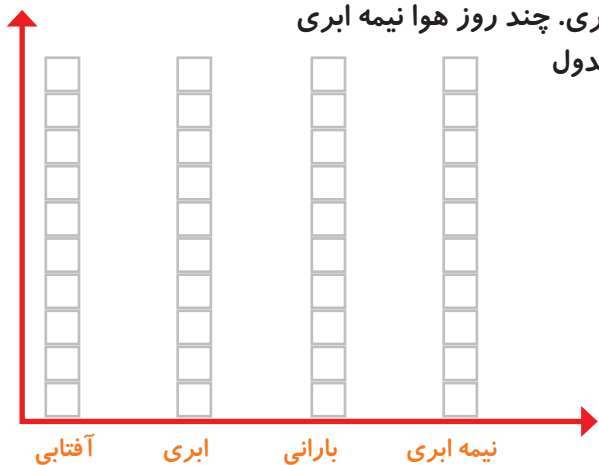 ری. چند روز هوا نیمه ابری
دول
آفتابی ابری بارانی نیمه ابری